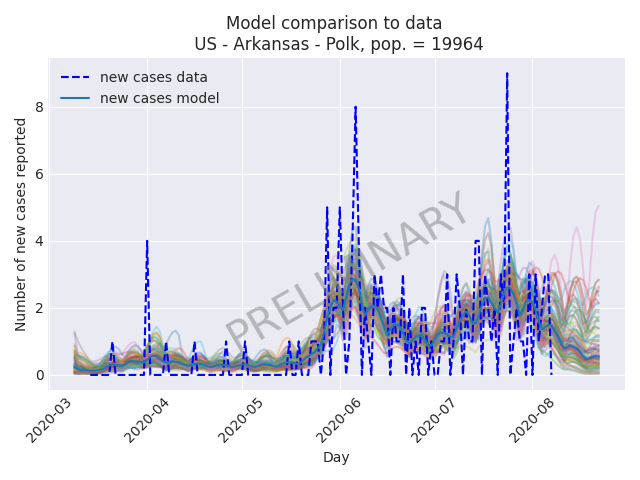 Model comparison to data
US - Arkansas - Polk, pop. = 19964
new cases data
new cases model
Number of new cases reported
8
6
4
2
0
PRELIMINARY
2020-03
2020-04
2020-05
2020-06
2020-07
2020-08
Day